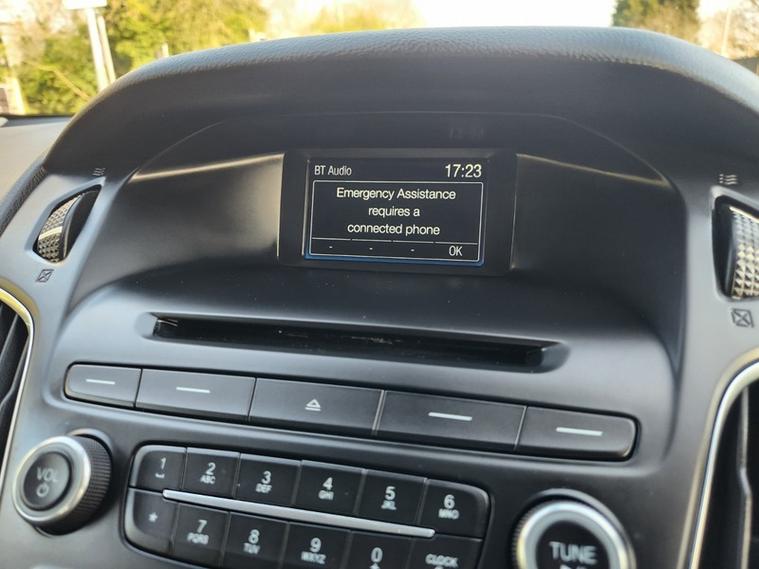 BT Audio 17:23
Emergency Assistance
requires a
connected phone
- - - OK
VOL
1 2 ABC 3 DEF 4 GHI 5 JKL 6 MNO
* 7 PQRS 8 TUV 9 WXYZ 0 CLOCK
TUNE